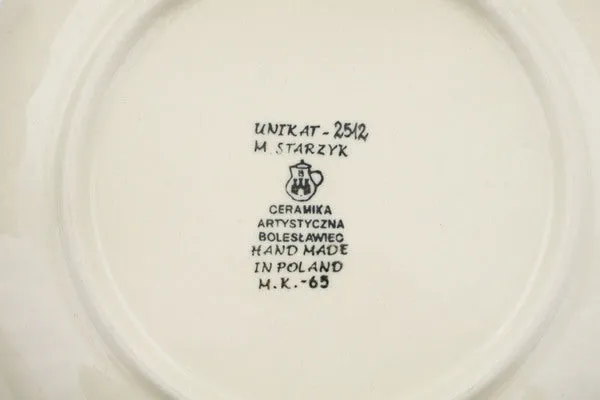 UNIKAT - 2512
M STARZYK
CERAMIKA
ARTYSTYCZNA
BOLESŁAWIEC
HAND MADE
IN POLAND
M.K.-65